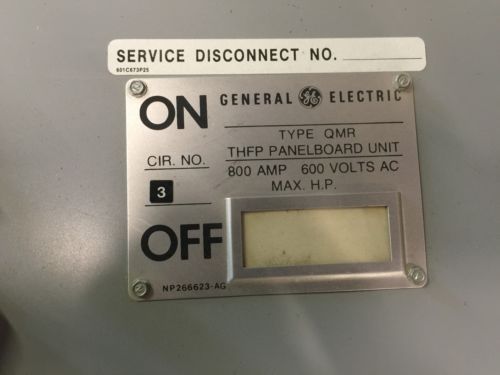 SERVICE DISCONNECT NO.
601C673P25
ON
GENERAL GE ELECTRIC
TYPE QMR
THFP PANELBOARD UNIT
CIR. NO.
800 AMP 600 VOLTS AC
MAX. H.P.
3
OFF
NP266623-AG